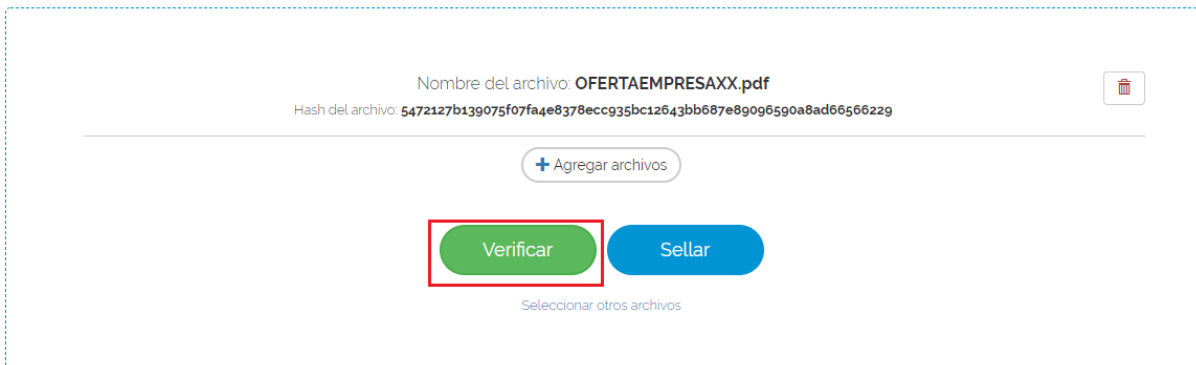 Nombre del archivo: OFERTAEMPRESAXX.pdf
Hash del archivo: 5472127b139075f07fa4e8378ecc935bc12643bb687e89096590a8ad66566229
Agregar archivos
Verificar Sellar
Seleccionar otros archivos